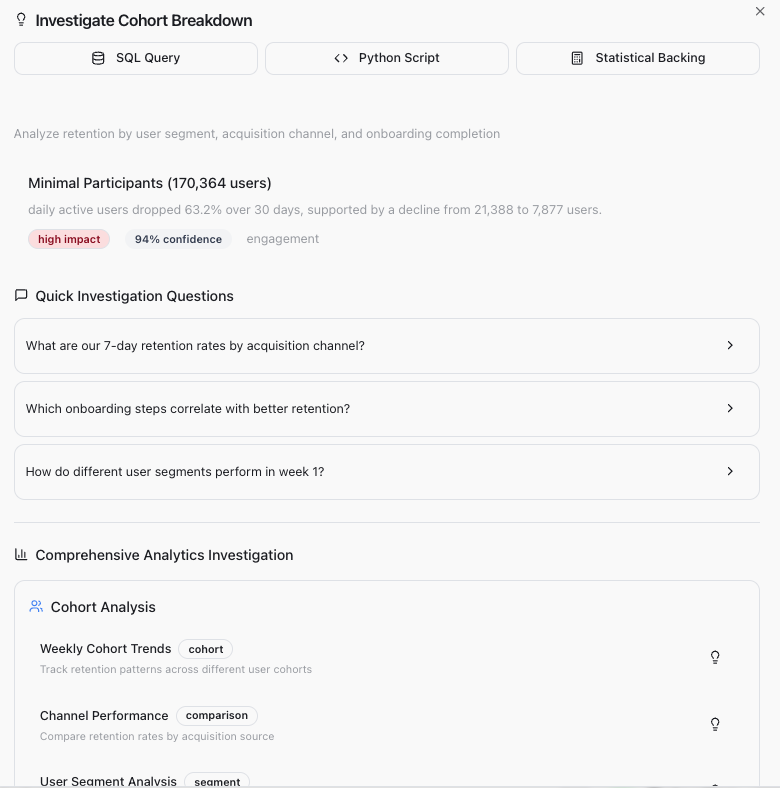 Investigate Cohort Breakdown
SQL Query
Python Script
Statistical Backing
Analyze retention by user segment, acquisition channel, and onboarding completion
Minimal Participants (170,364 users)
daily active users dropped 63.2% over 30 days, supported by a decline from 21,388 to 7,877 users.
high impact 94% confidence engagement
Quick Investigation Questions
What are our 7-day retention rates by acquisition channel?
Which onboarding steps correlate with better retention?
How do different user segments perform in week 1?
Comprehensive Analytics Investigation
Cohort Analysis
Weekly Cohort Trends cohort
Track retention patterns across different user cohorts
Channel Performance comparison
Compare retention rates by acquisition source
User Segment Analysis segment